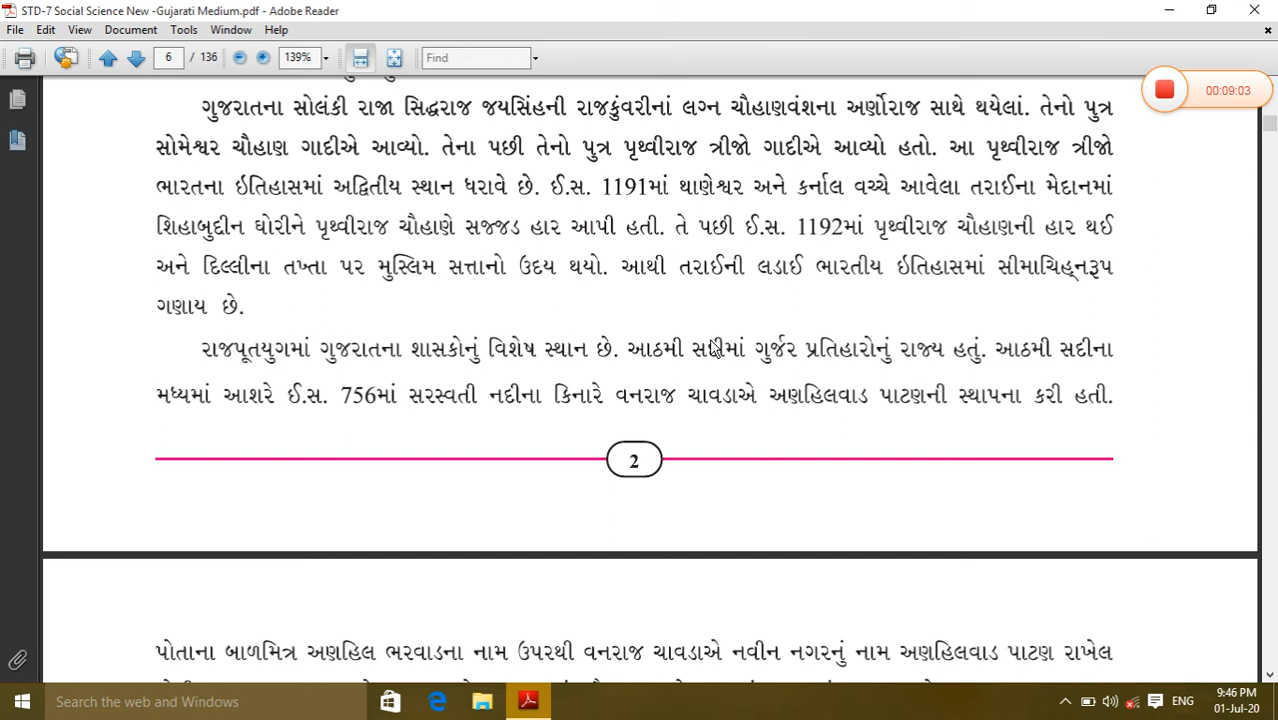 STD-7 Social Science New -Gujarati Medium.pdf - Adobe Reader
File Edit View Document Tools Window Help
6 / 136 139% Find
00:09:03
ગુજરાતના સોલંકી રાજા સિદ્ધરાજ જયસિંહની રાજકુંવરીનાં લગ્ન ચૌહાણવંશના અર્ણોરાજ સાથે થયેલાં. તેનો પુત્ર
સોમેશ્વર ચૌહાણ ગાદીએ આવ્યો. તેના પછી તેનો પુત્ર પૃથ્વીરાજ ત્રીજો ગાદીએ આવ્યો હતો. આ પૃથ્વીરાજ ત્રીજો
ભારતના ઇતિહાસમાં અદ્વિતીય સ્થાન ધરાવે છે. ઈ.સ. 1191માં થાણેશ્વર અને કર્નાલ વચ્ચે આવેલા તરાઈના મેદાનમાં
શિહાબુદ્દીન ઘોરીને પૃથ્વીરાજ ચૌહાણે સજ્જડ હાર આપી હતી. તે પછી ઈ.સ. 1192માં પૃથ્વીરાજ ચૌહાણની હાર થઈ
અને દિલ્લીના તખ્તા પર મુસ્લિમ સત્તાનો ઉદય થયો. આથી તરાઈની લડાઈ ભારતીય ઇતિહાસમાં સીમાચિહ્નરૂપ
ગણાય છે.
રાજપૂતયુગમાં ગુજરાતના શાસકોનું વિશેષ સ્થાન છે. આઠમી સદીમાં ગુર્જર પ્રતિહારોનું રાજ્ય હતું. આઠમી સદીના
મધ્યમાં આશરે ઈ.સ. 756માં સરસ્વતી નદીના કિનારે વનરાજ ચાવડાએ અણહિલવાડ પાટણની સ્થાપના કરી હતી.
2
પોતાના બાળમિત્ર અણહિલ ભરવાડના નામ ઉપરથી વનરાજ ચાવડાએ નવીન નગરનું નામ અણહિલવાડ પાટણ રાખેલ
Search the web and Windows
ENG
9:46 PM
01-Jul-20